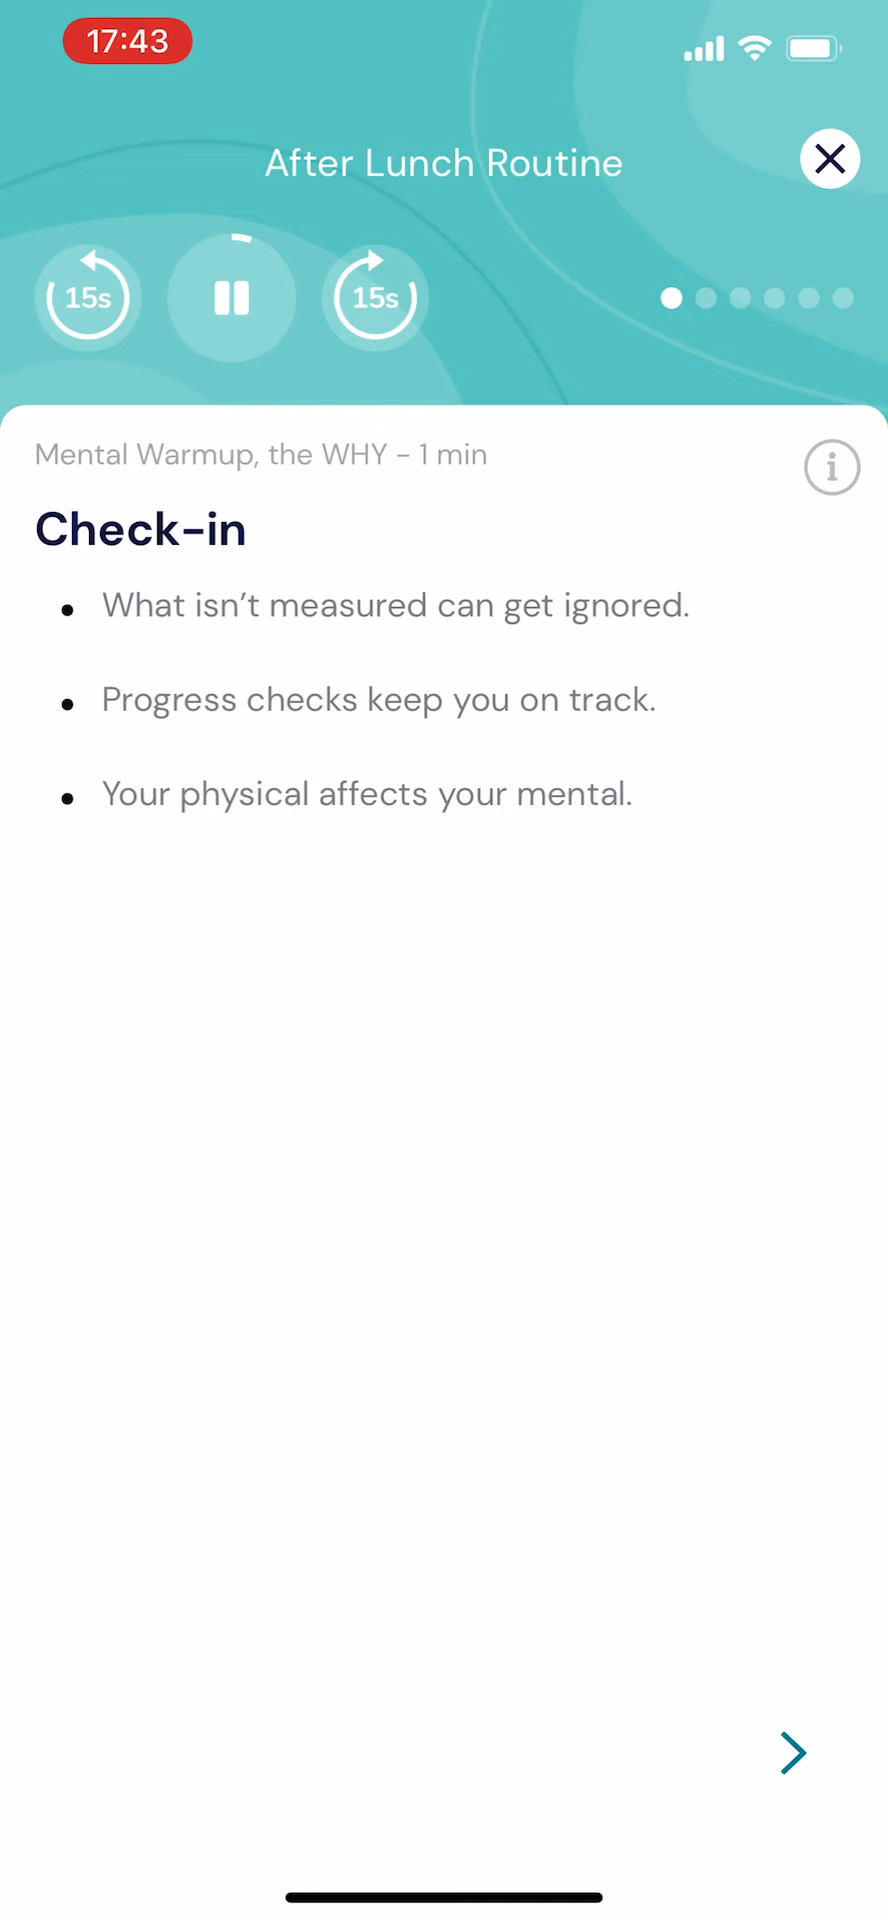 17:43
After Lunch Routine
15s
15s
Mental Warmup, the WHY – 1 min
Check-in
• What isn’t measured can get ignored.
• Progress checks keep you on track.
• Your physical affects your mental.